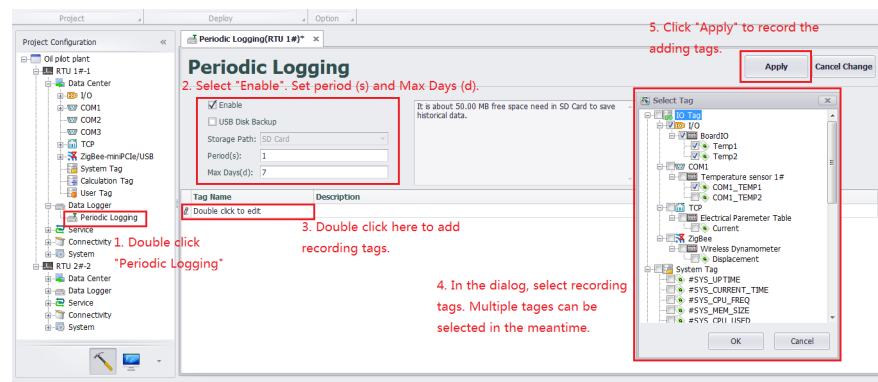 Project
Deploy
Option
Project Configuration
Oil pilot plant
RTU 1#-1
Data Center
I/O
COM1
COM2
COM3
TCP
ZigBee-miniPCIe/USB
System Tag
Calculation Tag
User Tag
Data Logger
Periodic Logging
Service
Connectivity
System
RTU 2#-2
Data Center
Data Logger
Service
Connectivity
System
1. Double click
"Periodic Logging"
Periodic Logging(RTU 1#)*
Periodic Logging
2. Select "Enable". Set period (s) and Max Days (d).
Enable
USB Disk Backup
Storage Path: SD Card
Period(s): 1
Max Days(d): 7
It is about 50.00 MB free space need in SD Card to save
historical data.
Tag Name Description
Double click to edit
3. Double click here to add
recording tags.
4. In the dialog, select recording
tags. Multiple tages can be
selected in the meantime.
5. Click "Apply" to record the
adding tags.
Apply Cancel Change
Select Tag
IO Tag
I/O
BoardIO
Temp1
Temp2
COM1
Temperature sensor 1#
COM1_TEMP1
COM1_TEMP2
TCP
Electrical Paremeter Table
Current
ZigBee
Wireless Dynamometer
Displacement
System Tag
#SYS_UPTIME
#SYS_CURRENT_TIME
#SYS_CPU_FREQ
#SYS_MEM_SIZE
#SYS_CPU_USED
OK Cancel